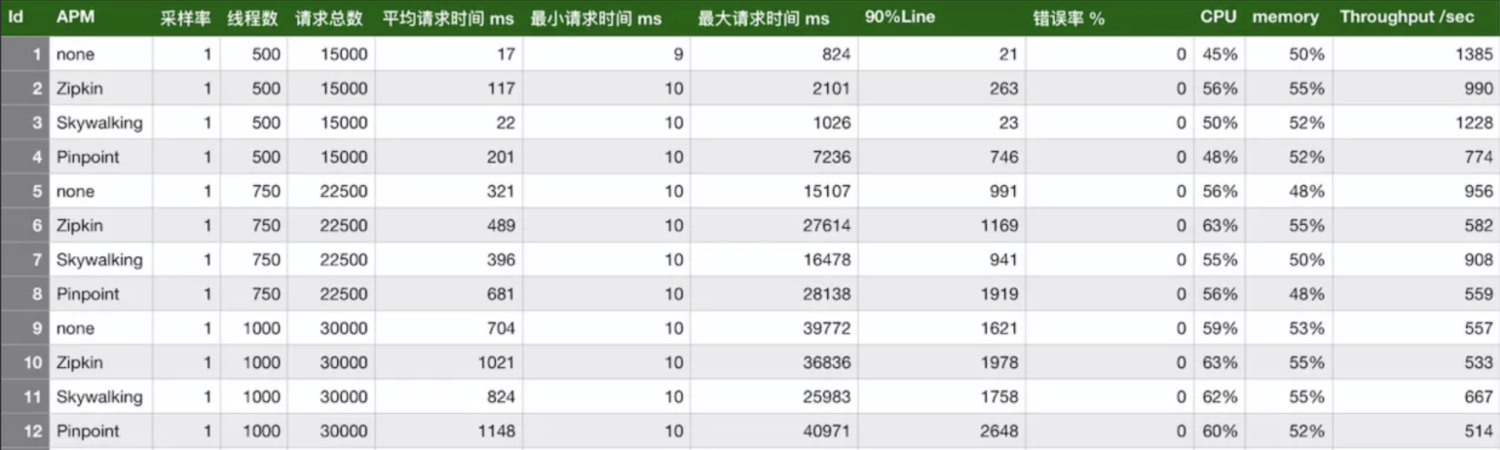 Id APM 采样率 线程数 请求总数 平均请求时间 ms 最小请求时间 ms 最大请求时间 ms 90%Line 错误率 % CPU memory Throughput /sec
1 none 1 500 15000 17 9 824 21 0 45% 50% 1385
2 Zipkin 1 500 15000 117 10 2101 263 0 56% 55% 990
3 Skywalking 1 500 15000 22 10 1026 23 0 50% 52% 1228
4 Pinpoint 1 500 15000 201 10 7236 746 0 48% 52% 774
5 none 1 750 22500 321 10 15107 991 0 56% 48% 956
6 Zipkin 1 750 22500 489 10 27614 1169 0 63% 55% 582
7 Skywalking 1 750 22500 396 10 16478 941 0 55% 50% 908
8 Pinpoint 1 750 22500 681 10 28138 1919 0 56% 48% 559
9 none 1 1000 30000 704 10 39772 1621 0 59% 53% 557
10 Zipkin 1 1000 30000 1021 10 36836 1978 0 63% 55% 533
11 Skywalking 1 1000 30000 824 10 25983 1758 0 62% 55% 667
12 Pinpoint 1 1000 30000 1148 10 40971 2648 0 60% 52% 514